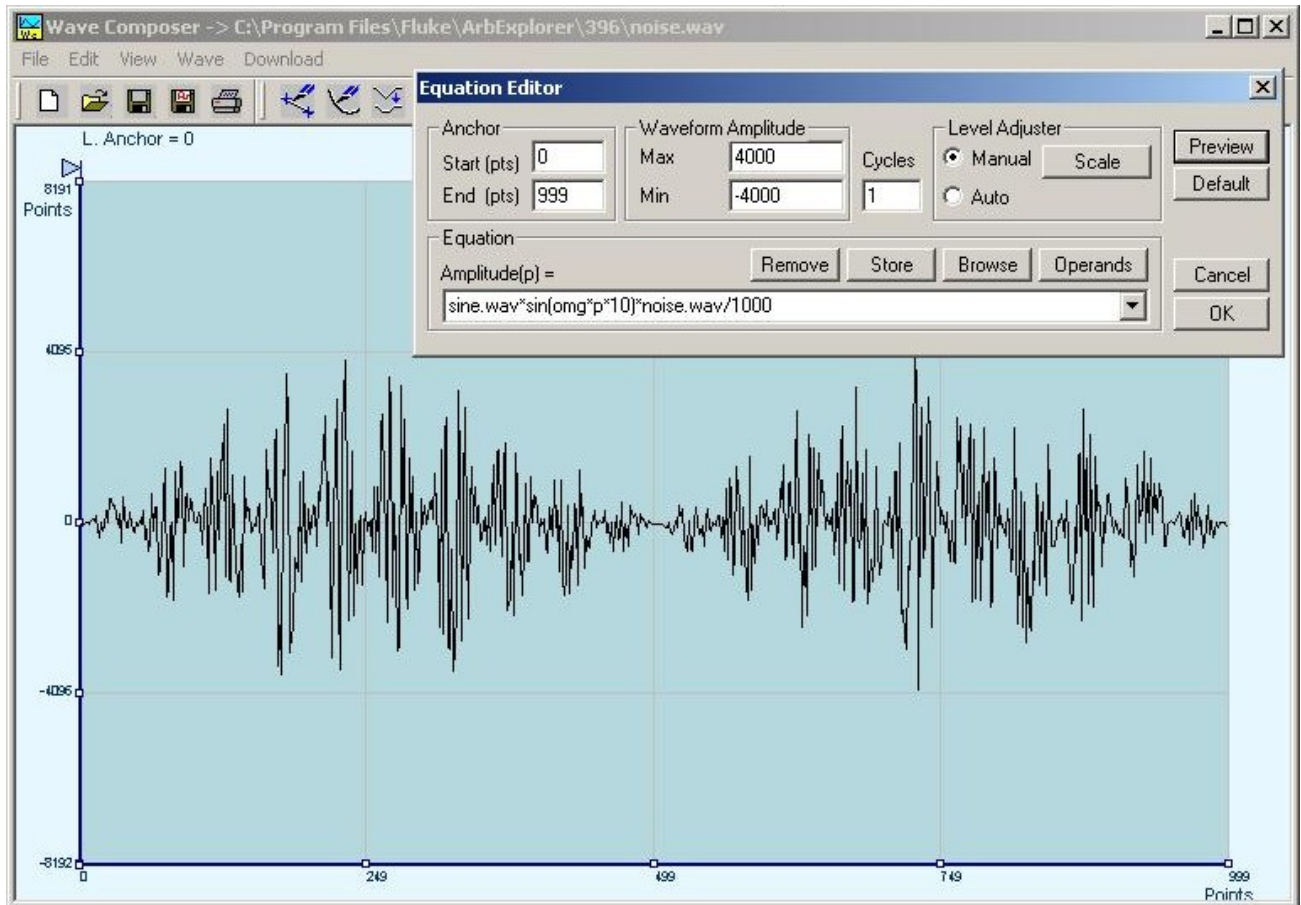 Wave Composer -> C:\Program Files\Fluke\ArbExplorer\396\noise.wav
File Edit View Wave Download
Equation Editor
L. Anchor = 0
Anchor
Start (pts) 0
End (pts) 999
Waveform Amplitude
Max 4000
Min -4000
Cycles
1
Level Adjuster
Manual Scale
Auto
Preview
Default
Equation
Amplitude(p) =
Remove Store Browse Operands
sine.wav*sin(omg*p*10)*noise.wav/1000
Cancel
OK
8191
Points
4095
0
-4096
-8192
0 249 499 749 999
Points